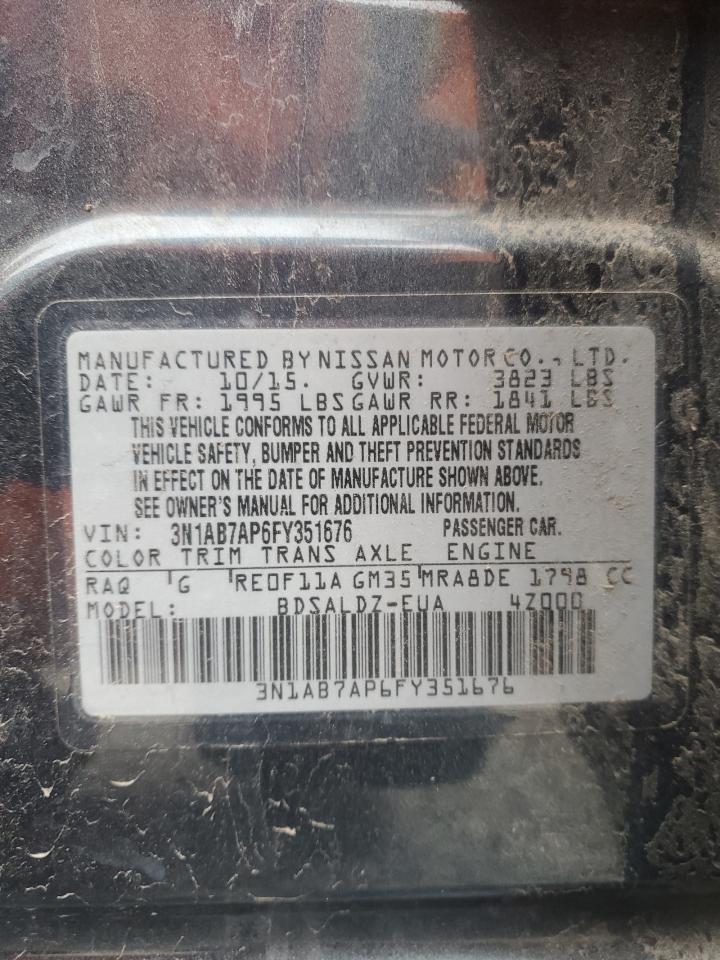 MANUFACTURED BY NISSAN MOTOR CO., LTD.
DATE: 10/15. GVWR: 3823 LBS
GAWR FR: 1995 LBS GAWR RR: 1841 LBS
THIS VEHICLE CONFORMS TO ALL APPLICABLE FEDERAL MOTOR
VEHICLE SAFETY, BUMPER AND THEFT PREVENTION STANDARDS
IN EFFECT ON THE DATE OF MANUFACTURE SHOWN ABOVE.
SEE OWNER'S MANUAL FOR ADDITIONAL INFORMATION.
VIN: 3N1AB7AP6FY351676 PASSENGER CAR.
COLOR TRIM TRANS AXLE ENGINE
RAQ G RE0F11A GM35 MRA8DE 1798 CC
MODEL: BDSALDZ-EUA 4Z000
3N1AB7AP6FY351676